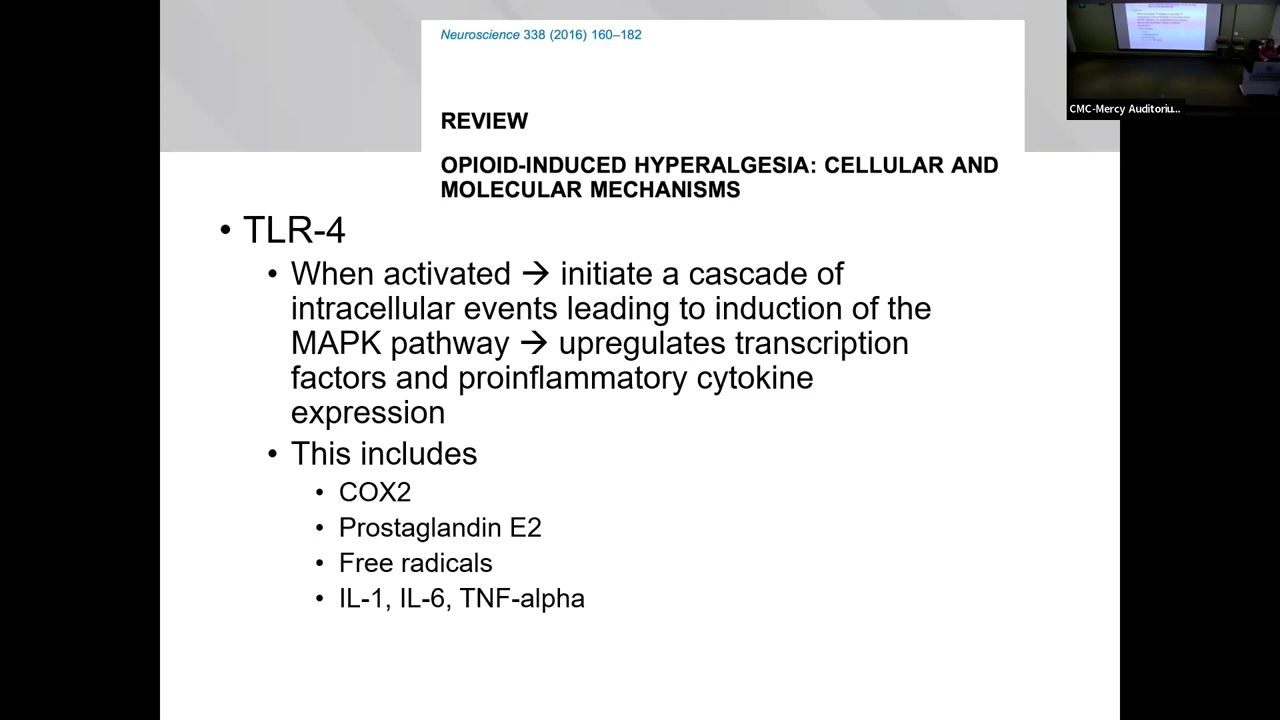 Neuroscience 338 (2016) 160–182
CMC-Mercy Auditoriu...
REVIEW
OPIOID-INDUCED HYPERALGESIA: CELLULAR AND
MOLECULAR MECHANISMS
• TLR-4
• When activated → initiate a cascade of
intracellular events leading to induction of the
MAPK pathway → upregulates transcription
factors and proinflammatory cytokine
expression
• This includes
• COX2
• Prostaglandin E2
• Free radicals
• IL-1, IL-6, TNF-alpha